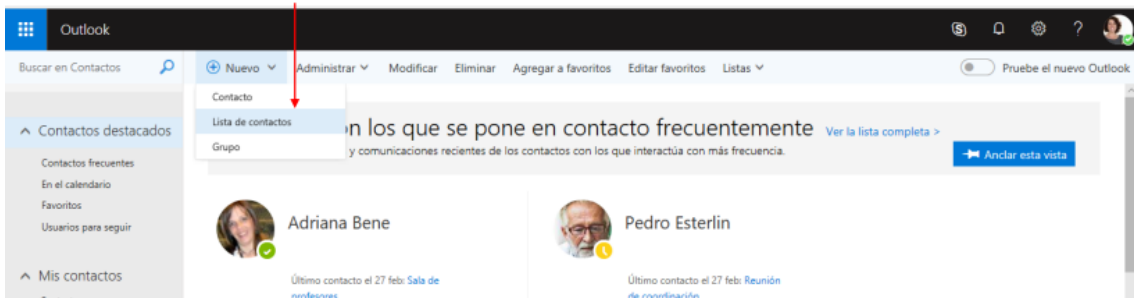 Outlook
Buscar en Contactos
Nuevo Administrar Modificar Eliminar Agregar a favoritos Editar favoritos Listas Pruebe el nuevo Outlook
Contacto
Lista de contactos
Grupo
Contactos destacados
Contactos frecuentes
En el calendario
Favoritos
Usuarios para seguir
Mis contactos
n los que se pone en contacto frecuentemente Ver la lista completa >
y comunicaciones recientes de los contactos con los que interactúa con más frecuencia.
Anclar esta vista
Adriana Bene
Último contacto el 27 feb: Sala de
profesores
Pedro Esterlin
Último contacto el 27 feb: Reunión
de coordinación